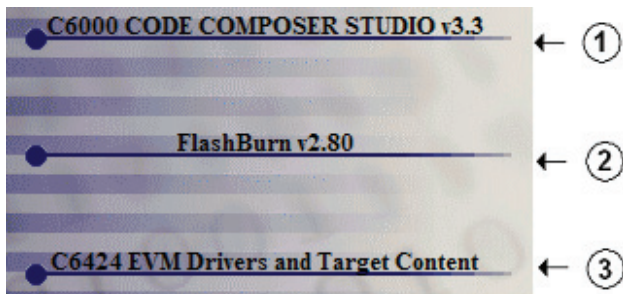 C6000 CODE COMPOSER STUDIO v3.3
1
FlashBurn v2.80
2
C6424 EVM Drivers and Target Content
3